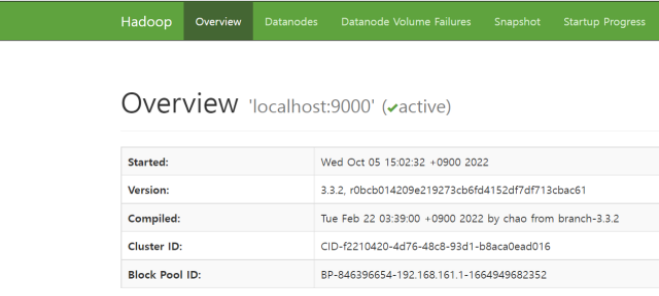 Hadoop Overview Datanodes Datanode Volume Failures Snapshot Startup Progress
Overview 'localhost:9000' (✔active)
Started: Wed Oct 05 15:02:32 +0900 2022
Version: 3.3.2, r0bcb014209e219273cb6fd4152df7df713cbac61
Compiled: Tue Feb 22 03:39:00 +0900 2022 by chao from branch-3.3.2
Cluster ID: CID-f2210420-4d76-48c8-93d1-b8aca0ead016
Block Pool ID: BP-846396654-192.168.161.1-1664949682352